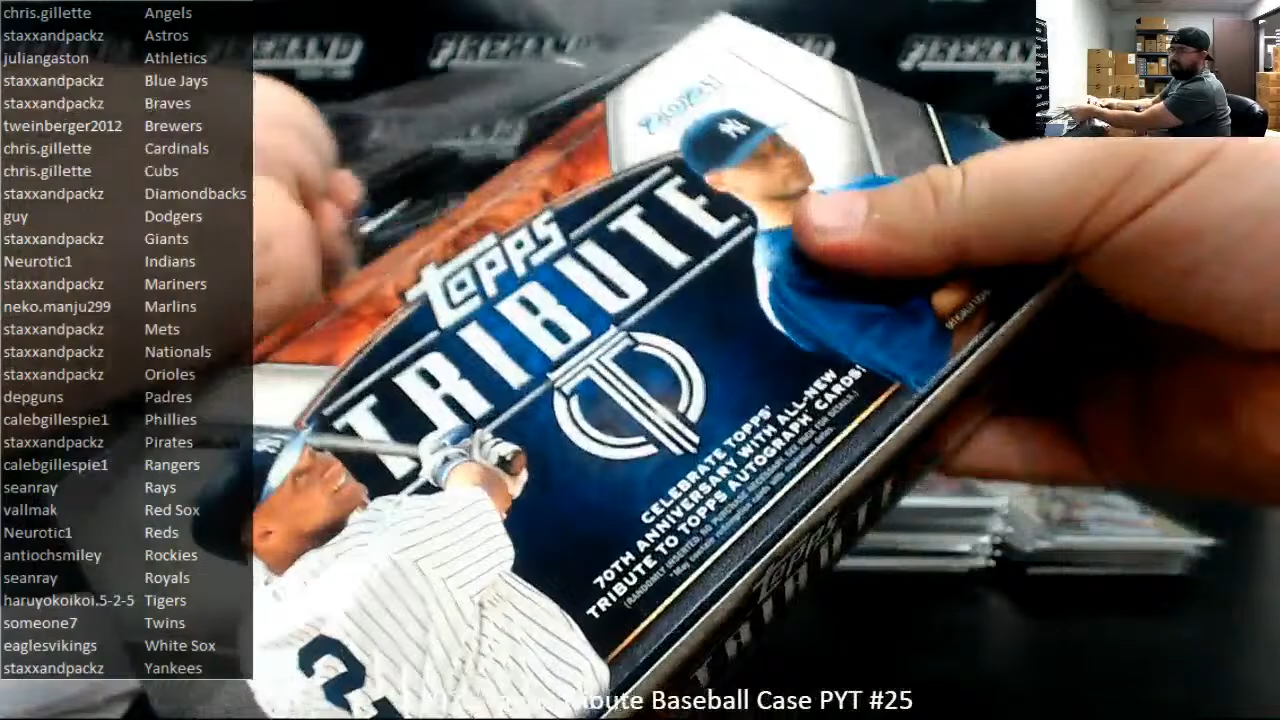 chris.gillette Angels
staxxandpackz Astros
juliangaston Athletics
staxxandpackz Blue Jays
staxxandpackz Braves
tweinberger2012 Brewers
chris.gillette Cardinals
chris.gillette Cubs
staxxandpackz Diamondbacks
guy Dodgers
staxxandpackz Giants
Neurotic1 Indians
staxxandpackz Mariners
neko.manju299 Marlins
staxxandpackz Mets
staxxandpackz Nationals
staxxandpackz Orioles
depguns Padres
calebgillespie1 Phillies
staxxandpackz Pirates
calebgillespie1 Rangers
seanray Rays
vallmak Red Sox
Neurotic1 Reds
antiochsmiley Rockies
seanray Royals
haruyokoikoi.5-2-5 Tigers
someone7 Twins
eaglesvikings White Sox
staxxandpackz Yankees
FIREHAND
FIREHAND
topps
TRIBUTE
CELEBRATE TOPPS'
70TH ANNIVERSARY WITH ALL-NEW
TRIBUTE TO TOPPS AUTOGRAPH CARDS!
2
Baseball Case PYT #25